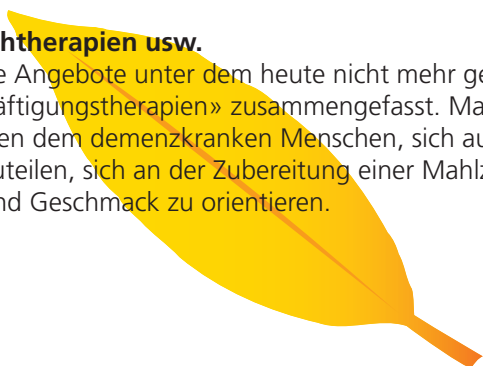 htherapien usw.
e Angebote unter dem heute nicht mehr ge
äftigungstherapien» zusammengefasst. Ma
en dem demenzkranken Menschen, sich au
uteilen, sich an der Zubereitung einer Mahlz
nd Geschmack zu orientieren.